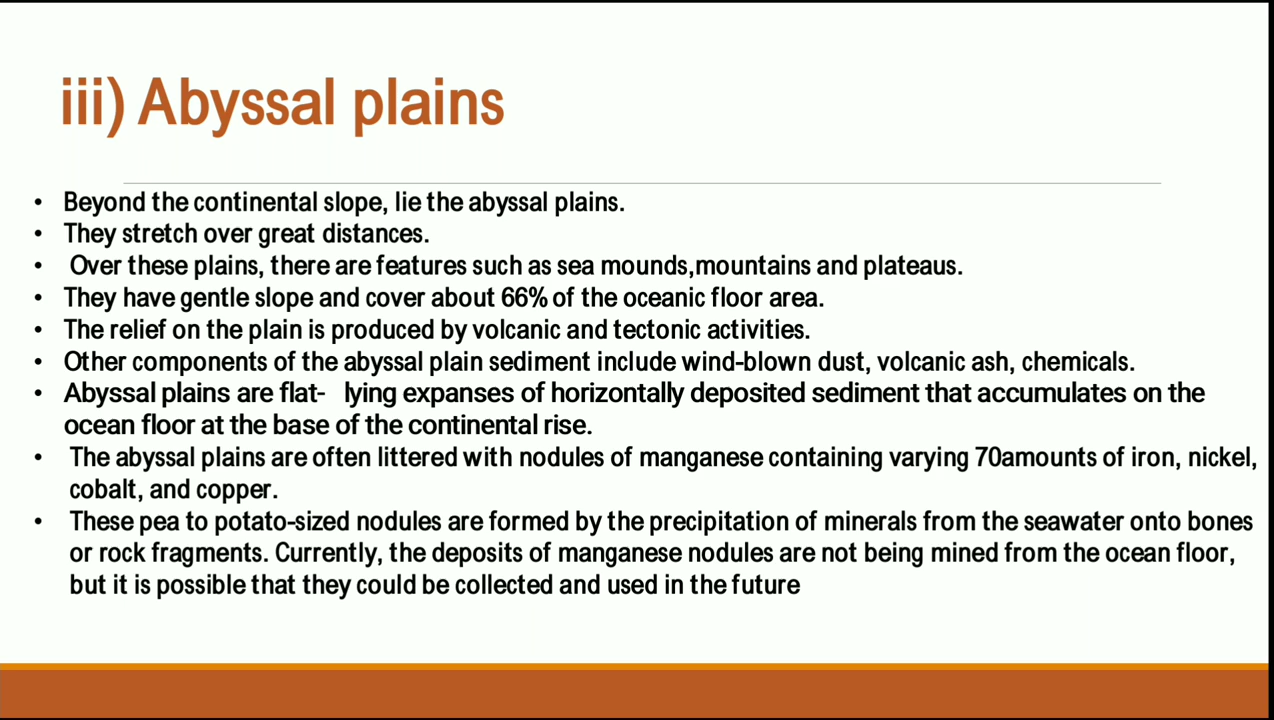 iii) Abyssal plains
• Beyond the continental slope, lie the abyssal plains.
• They stretch over great distances.
• Over these plains, there are features such as sea mounds,mountains and plateaus.
• They have gentle slope and cover about 66% of the oceanic floor area.
• The relief on the plain is produced by volcanic and tectonic activities.
• Other components of the abyssal plain sediment include wind-blown dust, volcanic ash, chemicals.
• Abyssal plains are flat- lying expanses of horizontally deposited sediment that accumulates on the
ocean floor at the base of the continental rise.
• The abyssal plains are often littered with nodules of manganese containing varying 70amounts of iron, nickel,
cobalt, and copper.
• These pea to potato-sized nodules are formed by the precipitation of minerals from the seawater onto bones
or rock fragments. Currently, the deposits of manganese nodules are not being mined from the ocean floor,
but it is possible that they could be collected and used in the future